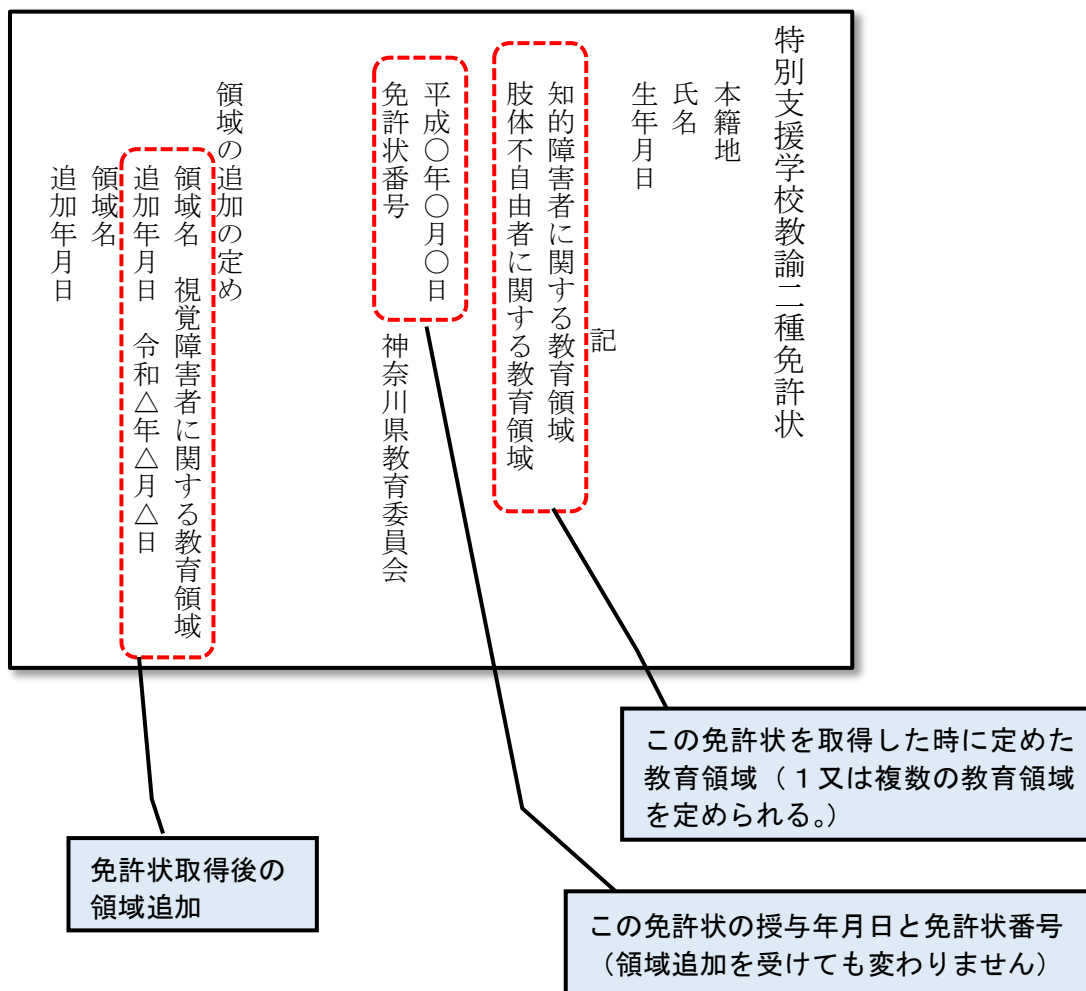 特別支援学校教諭二種免許状
本籍地
氏名
生年月日
記
知的障害者に関する教育領域
肢体不自由者に関する教育領域
平成〇年〇月〇日
免許状番号　神奈川県教育委員会
領域の追加の定め
領域名　視覚障害者に関する教育領域
追加年月日　令和△年△月△日
領域名
追加年月日
この免許状を取得した時に定めた
教育領域（１又は複数の教育領域
を定められる。）
免許状取得後の
領域追加
この免許状の授与年月日と免許状番号
（領域追加を受けても変わりません）